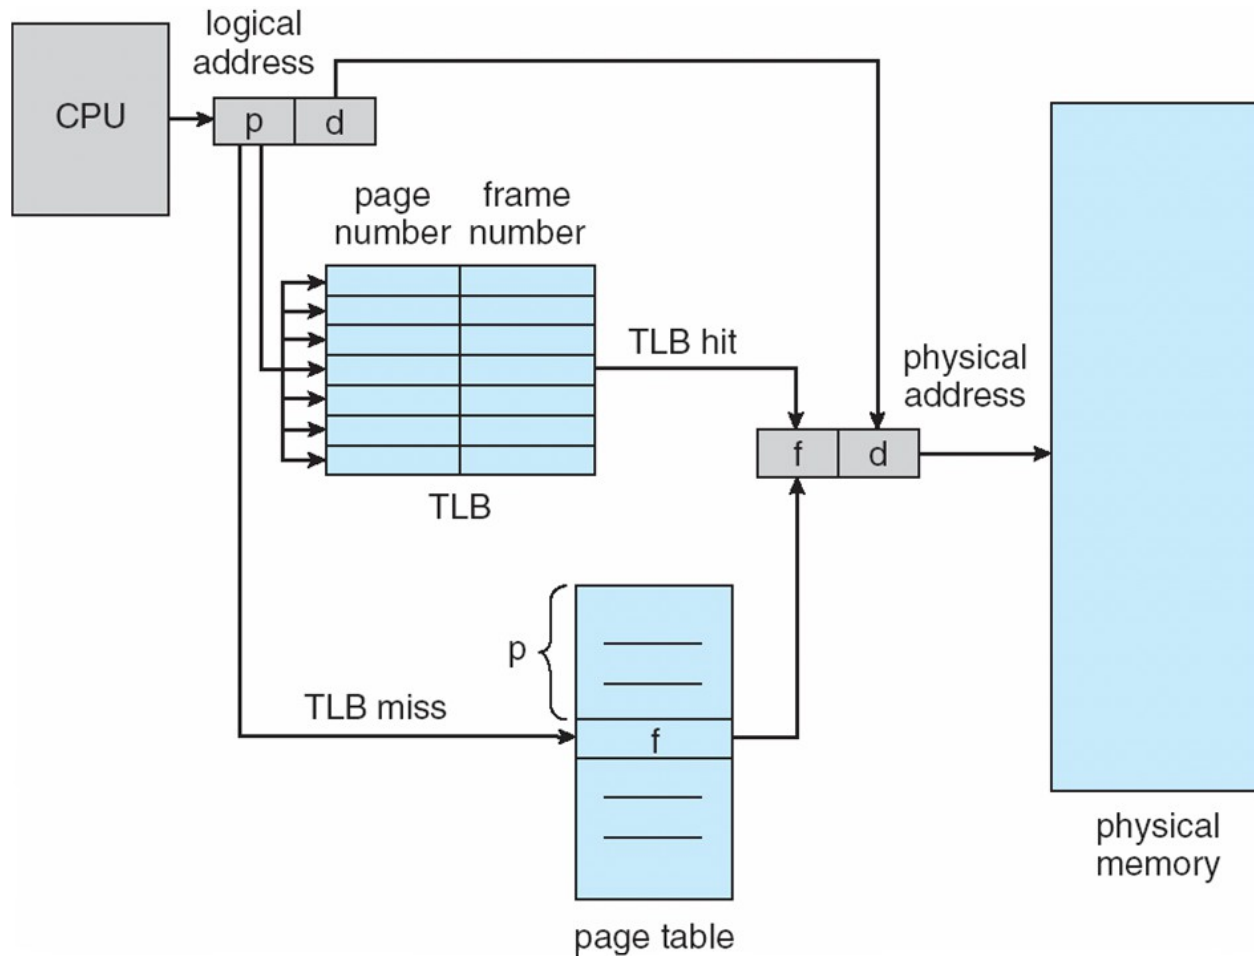 logical
address
CPU
p
d
page
number
frame
number
TLB hit
physical
address
f
d
TLB
p
TLB miss
f
physical
memory
page table